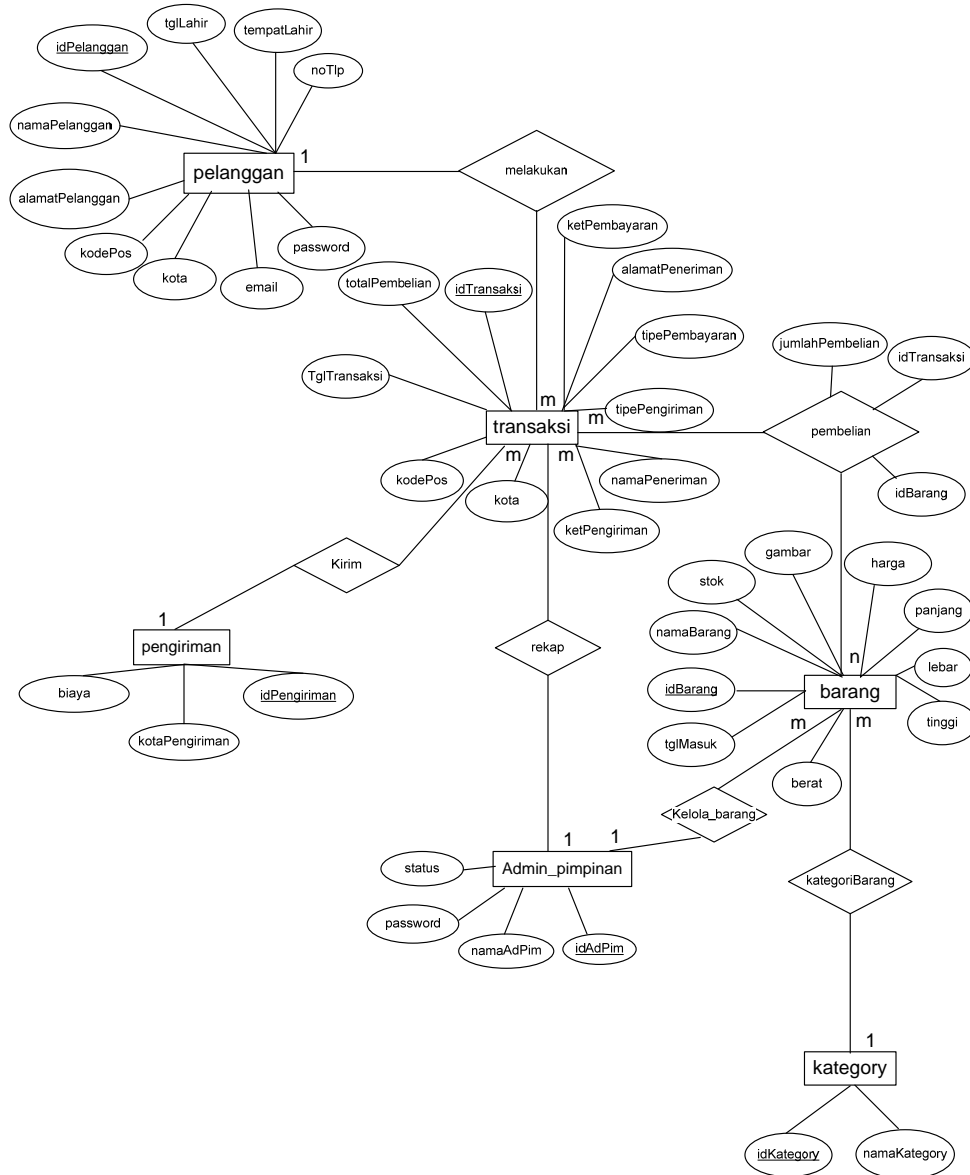 tglLahir
tempatLahir
idPelanggan
noTlp
namaPelanggan
pelanggan
1
melakukan
alamatPelanggan
kodePos
kota
email
password
ketPembayaran
totalPembelian
idTransaksi
alamatPeneriman
tipePembayaran
jumlahPembelian
idTransaksi
TglTransaksi
tipePengiriman
m
m
transaksi
m
m
pembelian
kodePos
kota
namaPeneriman
ketPengiriman
idBarang
Kirim
gambar
harga
stok
panjang
1
pengiriman
namaBarang
rekap
n
lebar
biaya
idPengiriman
idBarang
barang
kotaPengiriman
tglMasuk
m
m
tinggi
berat
Kelola_barang
1
1
status
Admin_pimpinan
kategoriBarang
password
namaAdPim
idAdPim
1
kategory
idKategory
namaKategory